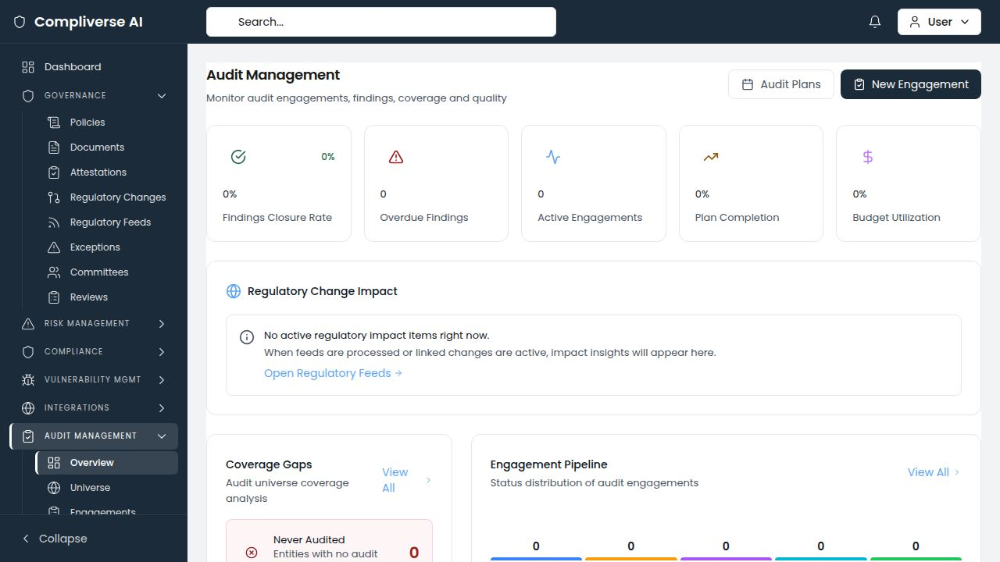 Compliverse AI
Search...
User
Dashboard
GOVERNANCE
Policies
Documents
Attestations
Regulatory Changes
Regulatory Feeds
Exceptions
Committees
Reviews
RISK MANAGEMENT
COMPLIANCE
VULNERABILITY MGMT
INTEGRATIONS
AUDIT MANAGEMENT
Overview
Universe
Engagements
Collapse
Audit Management
Monitor audit engagements, findings, coverage and quality
Audit Plans
New Engagement
0%
0%
Findings Closure Rate
0
Overdue Findings
0
Active Engagements
0%
Plan Completion
0%
Budget Utilization
Regulatory Change Impact
No active regulatory impact items right now.
When feeds are processed or linked changes are active, impact insights will appear here.
Open Regulatory Feeds
Coverage Gaps
Audit universe coverage
analysis
View
All
Never Audited
Entities with no audit
0
Engagement Pipeline
Status distribution of audit engagements
View All
0
0
0
0
0